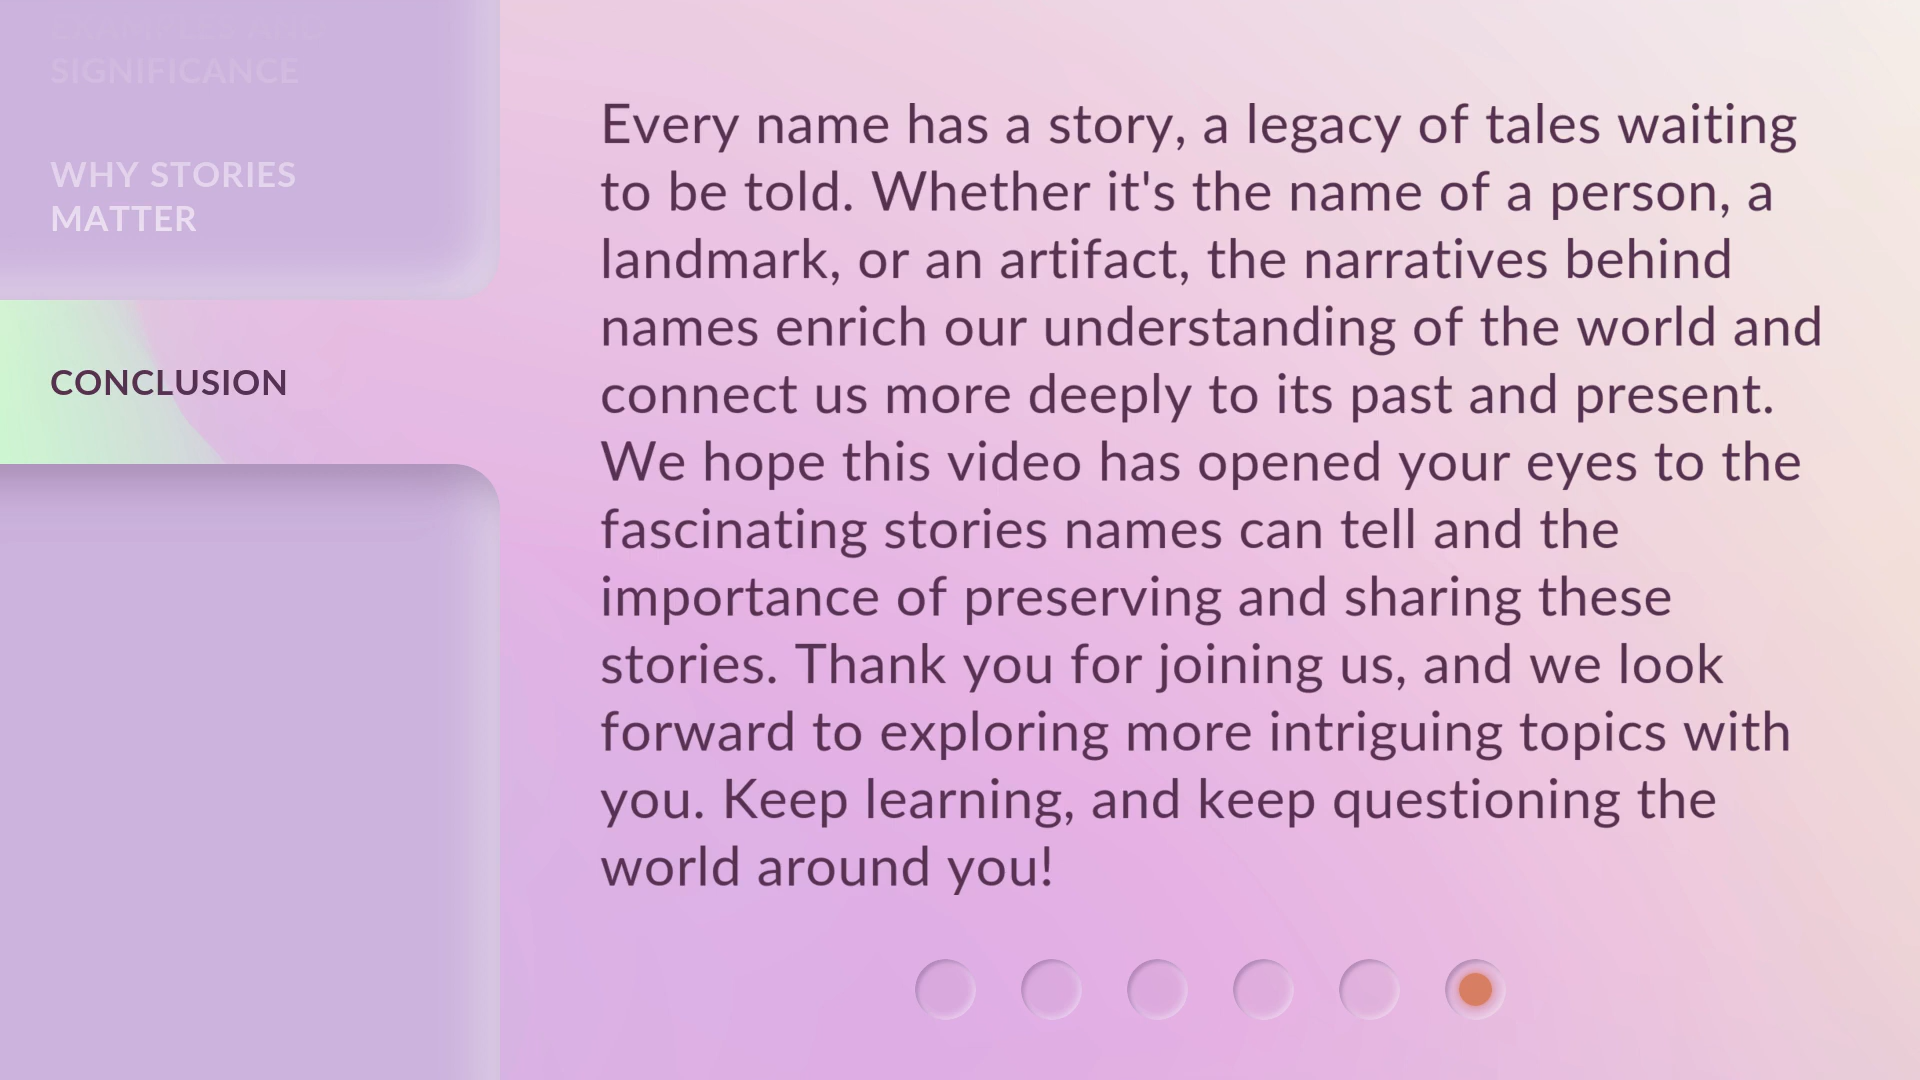 EXAMPLES AND
SIGNIFICANCE
WHY STORIES
MATTER
CONCLUSION
Every name has a story, a legacy of tales waiting
to be told. Whether it's the name of a person, a
landmark, or an artifact, the narratives behind
names enrich our understanding of the world and
connect us more deeply to its past and present.
We hope this video has opened your eyes to the
fascinating stories names can tell and the
importance of preserving and sharing these
stories. Thank you for joining us, and we look
forward to exploring more intriguing topics with
you. Keep learning, and keep questioning the
world around you!